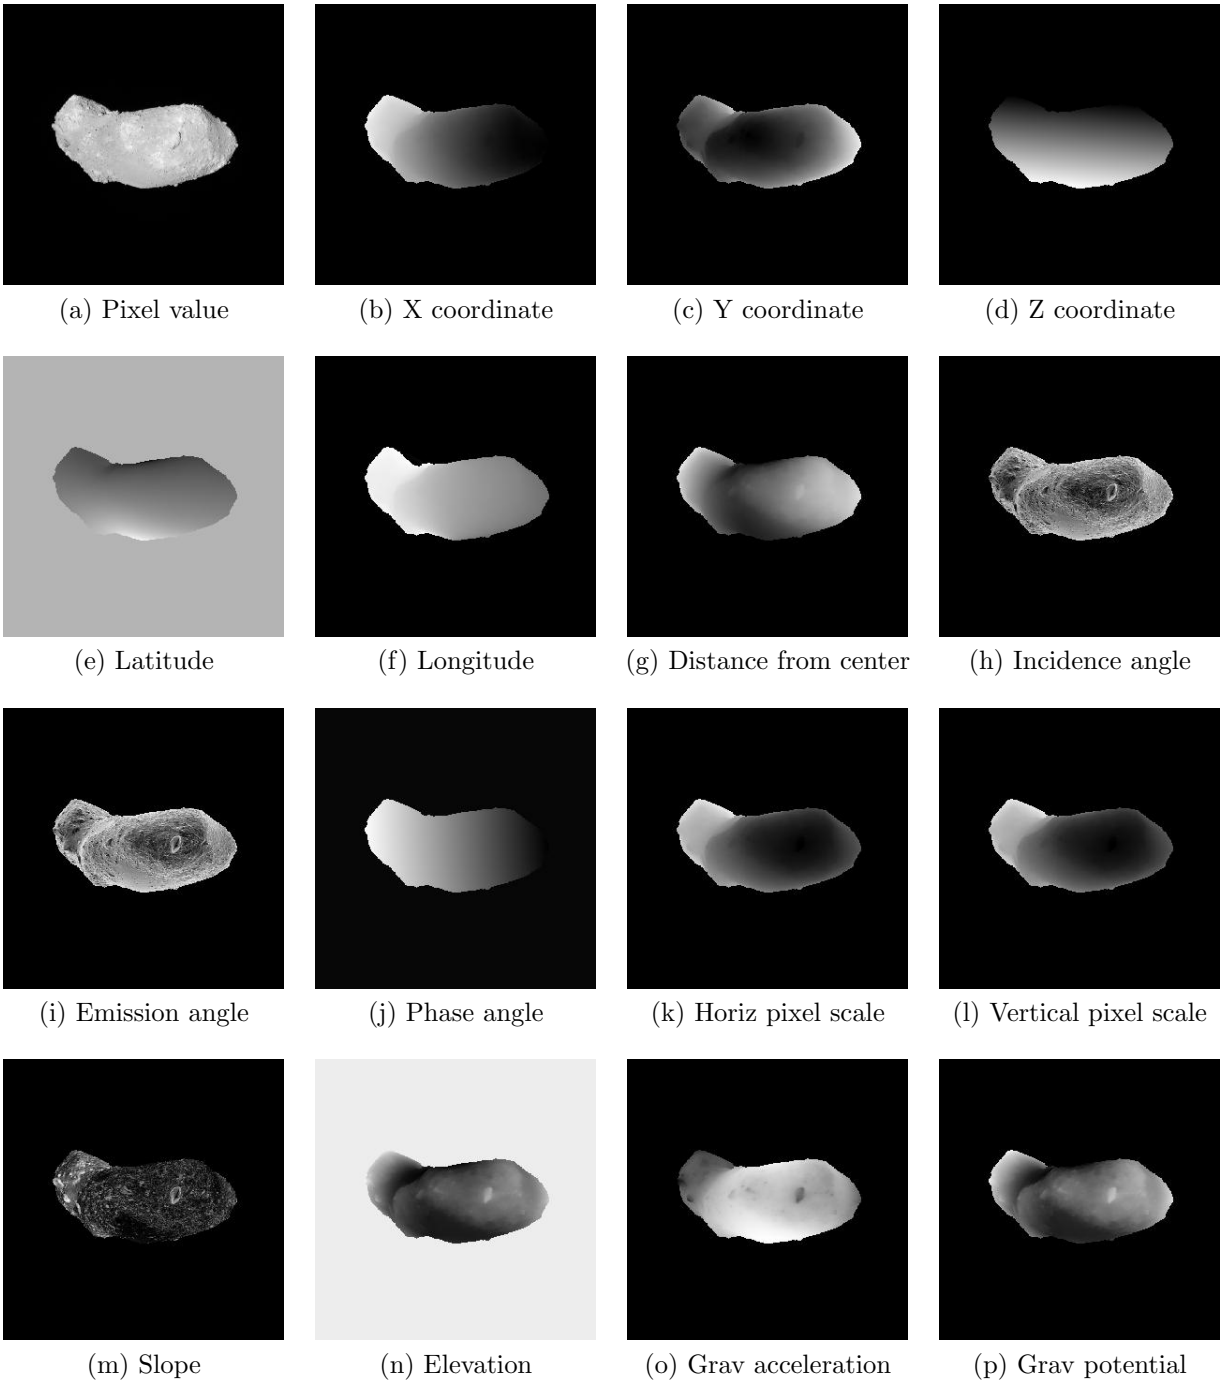 (a) Pixel value
(b) X coordinate
(c) Y coordinate
(d) Z coordinate
(e) Latitude
(f) Longitude
(g) Distance from center
(h) Incidence angle
(i) Emission angle
(j) Phase angle
(k) Horiz pixel scale
(l) Vertical pixel scale
(m) Slope
(n) Elevation
(o) Grav acceleration
(p) Grav potential